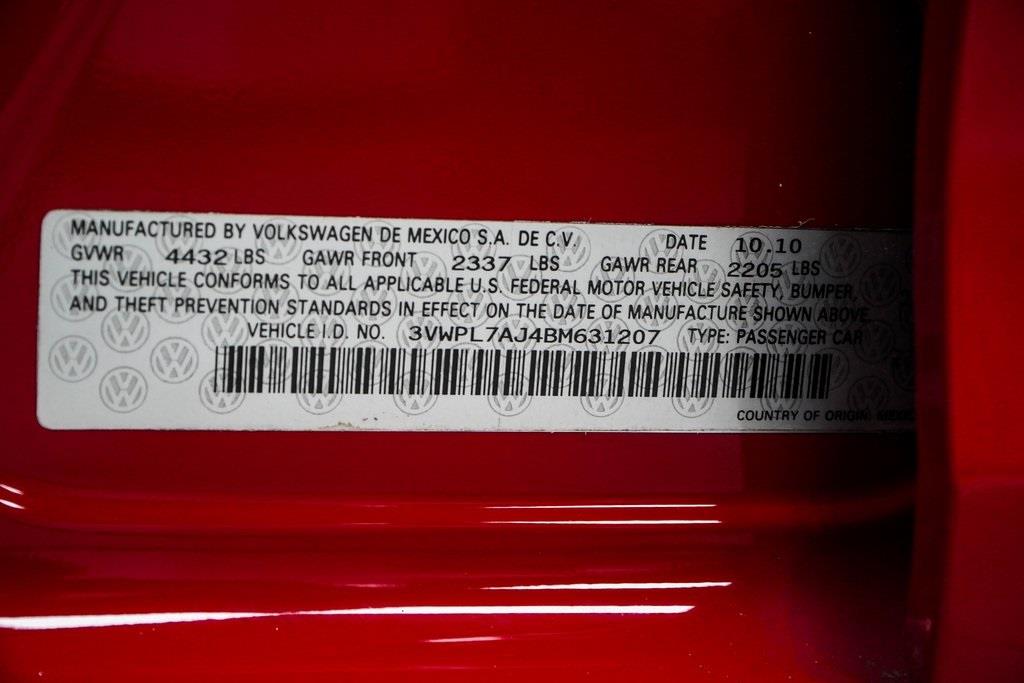 MANUFACTURED BY VOLKSWAGEN DE MEXICO S.A. DE C.V. DATE 10.10
GVWR 4432 LBS GAWR FRONT 2337 LBS GAWR REAR 2205 LBS
THIS VEHICLE CONFORMS TO ALL APPLICABLE U.S. FEDERAL MOTOR VEHICLE SAFETY, BUMPER,
AND THEFT PREVENTION STANDARDS IN EFFECT ON THE DATE OF MANUFACTURE SHOWN ABOVE.
VEHICLE I.D. NO. 3VWPL7AJ4BM631207 TYPE: PASSENGER CAR
COUNTRY OF ORIGIN: